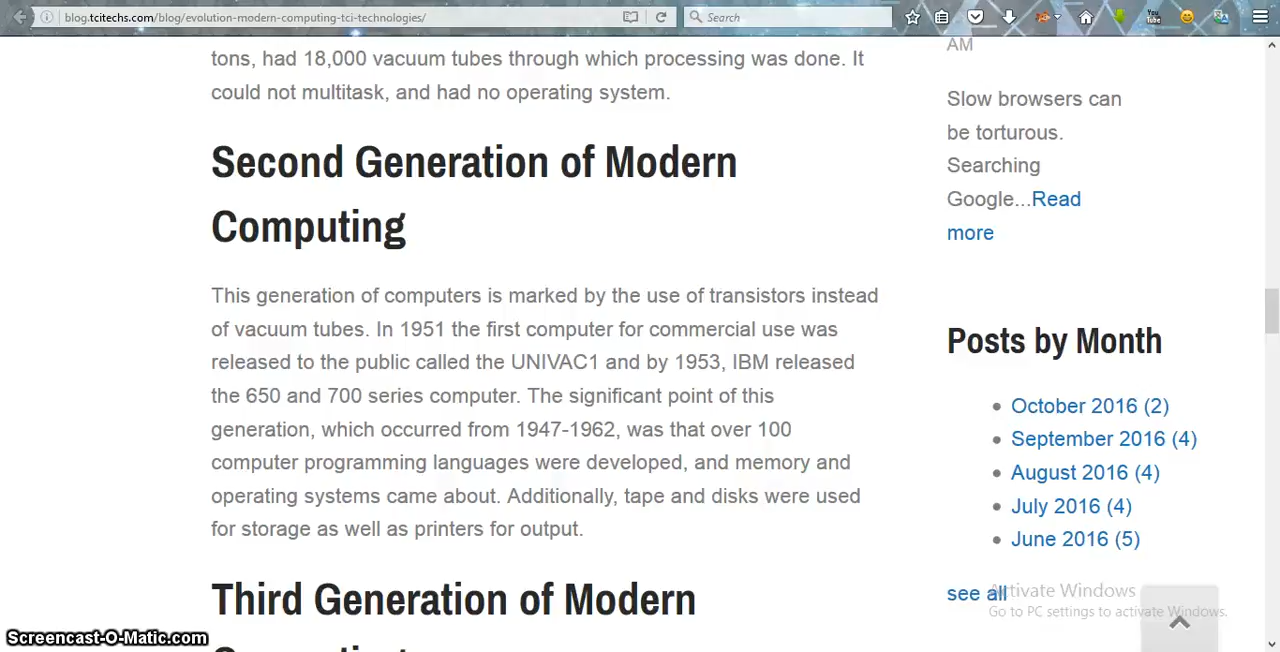 blog.tcitechs.com/blog/evolution-modern-computing-tci-technologies/
Search
You
Tube
tons, had 18,000 vacuum tubes through which processing was done. It
could not multitask, and had no operating system.
Second Generation of Modern
Computing
This generation of computers is marked by the use of transistors instead
of vacuum tubes. In 1951 the first computer for commercial use was
released to the public called the UNIVAC1 and by 1953, IBM released
the 650 and 700 series computer. The significant point of this
generation, which occurred from 1947-1962, was that over 100
computer programming languages were developed, and memory and
operating systems came about. Additionally, tape and disks were used
for storage as well as printers for output.
Third Generation of Modern
Computing
AM
Slow browsers can
be torturous.
Searching
Google...Read
more
Posts by Month
October 2016 (2)
September 2016 (4)
August 2016 (4)
July 2016 (4)
June 2016 (5)
see all
Activate Windows
Go to PC settings to activate Windows.
Screencast-O-Matic.com